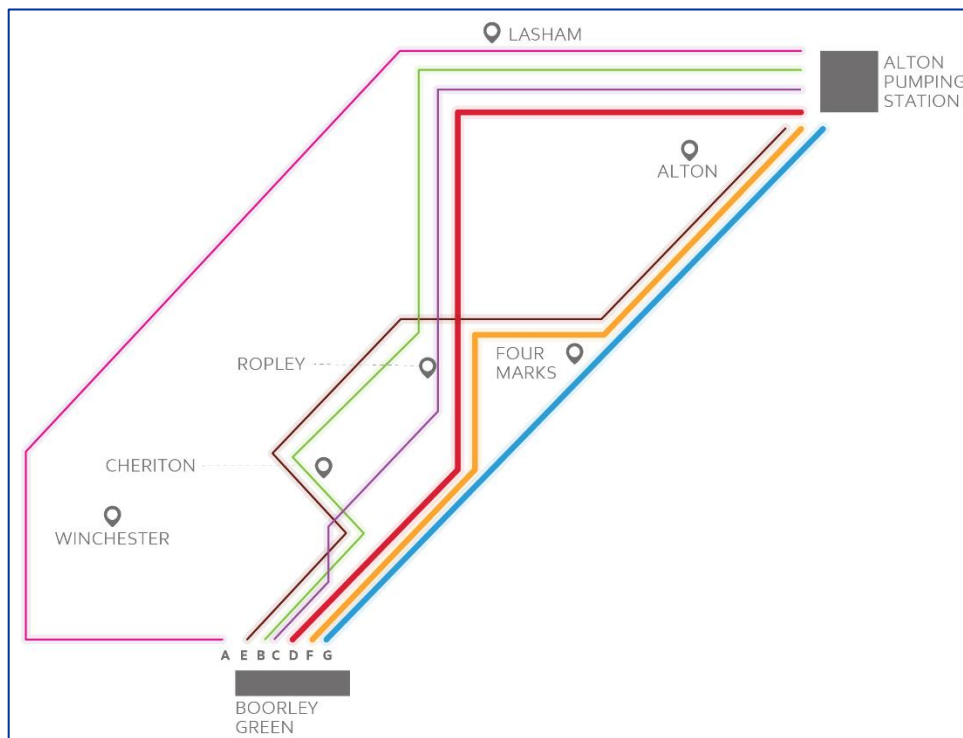 LASHAM
ALTON
PUMPING
STATION
ALTON
ROPLEY
FOUR
MARKS
CHERITON
WINCHESTER
A E B C D F G
BOORLEY
GREEN